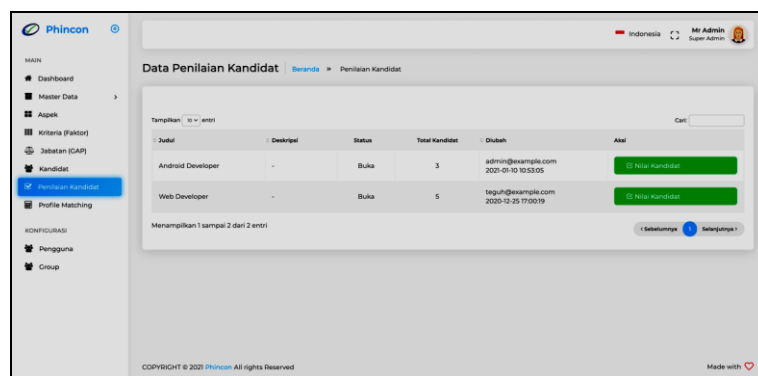 Phincon
Indonesia
Mr Admin
Super Admin
MAIN
Dashboard
Master Data
Aspek
Kriteria (Faktor)
Jabatan (GAP)
Kandidat
Penilaian Kandidat
Profile Matching
KONFIGURASI
Pengguna
Group
Data Penilaian Kandidat Beranda » Penilaian Kandidat
Tampilkan 10 entri Cari:
Judul Deskripsi Status Total Kandidat Diubah Aksi
Android Developer - Buka 3 admin@example.com Nilai Kandidat
2021-01-10 10:53:05
Web Developer - Buka 5 teguh@example.com Nilai Kandidat
2020-12-25 17:00:19
Menampilkan 1 sampai 2 dari 2 entri ‹ Sebelumnya 1 Selanjutnya ›
COPYRIGHT © 2021 Phincon All rights Reserved Made with